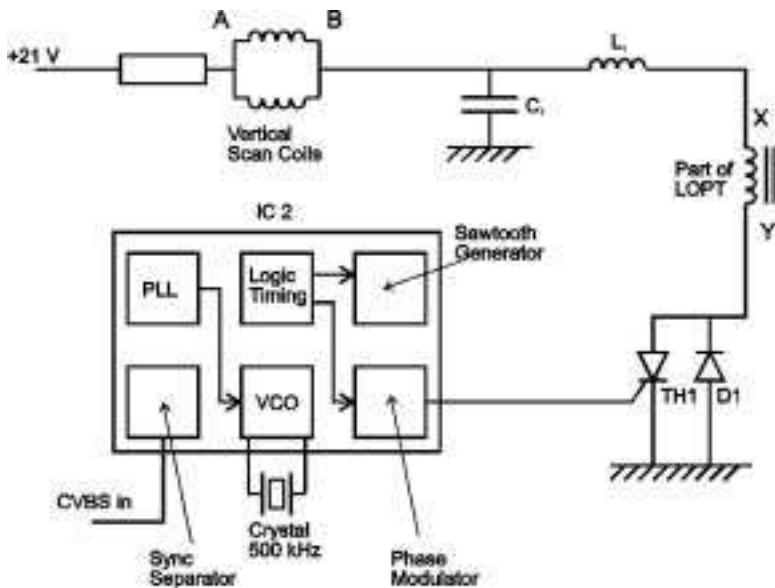 A
B
+21 V
L₁
C₁
X
Vertical
Scan Coils
Part of
LOPT
Y
IC 2
Sawtooth
Generator
PLL
Logic
Timing
VCO
TH1
D1
CVBS in
Crystal
500 kHz
Sync
Separator
Phase
Modulator